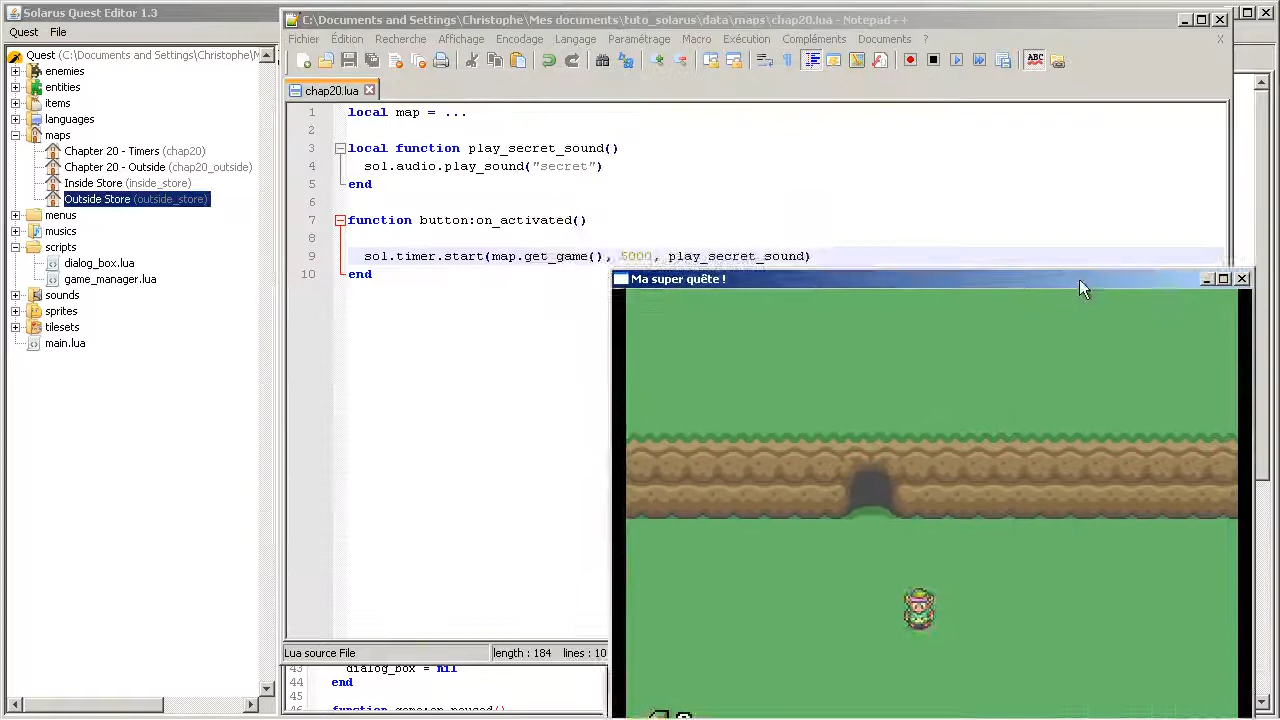 Solarus Quest Editor 1.3
Quest File
Quest (C:\Documents and Settings\Christophe\M
enemies
entities
items
languages
maps
Chapter 20 - Timers (chap20)
Chapter 20 - Outside (chap20_outside)
Inside Store (inside_store)
Outside Store (outside_store)
menus
musics
scripts
dialog_box.lua
game_manager.lua
sounds
sprites
tilesets
main.lua
C:\Documents and Settings\Christophe\Mes documents\tuto_solarus\data\maps\chap20.lua - Notepad++
Fichier Édition Recherche Affichage Encodage Langage Paramétrage Macro Exécution Compléments Documents ? X
ABC
chap20.lua
1 local map = ...
2
3 local function play_secret_sound()
4 sol.audio.play_sound("secret")
5 end
6
7 function button:on_activated()
8
9 sol.timer.start(map.get_game(), 5000, play_secret_sound)
10 end
Ma super quête !
Lua source File length : 184 lines : 10
43 dialog_box = nil
44 end
45
46 function game:on_paused()